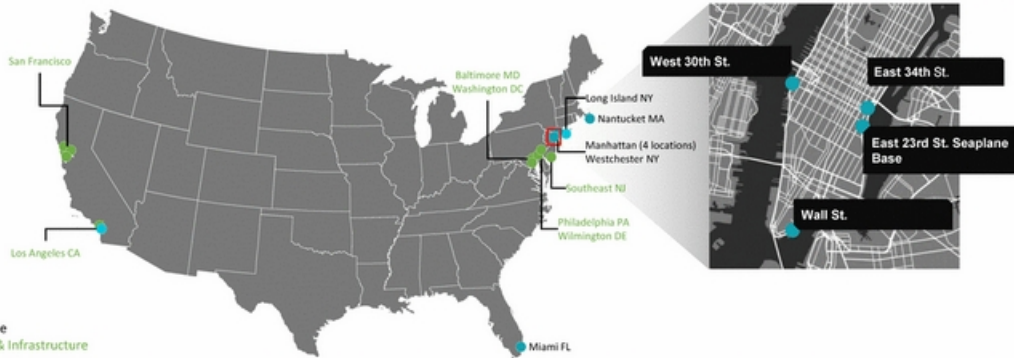 San Francisco
Los Angeles CA
Baltimore MD
Washington DC
Long Island NY
Nantucket MA
Manhattan (4 locations)
Westchester NY
Southeast NJ
Philadelphia PA
Wilmington DE
Miami FL
West 30th St.
East 34th St.
East 23rd St. Seaplane
Base
Wall St.
e
& Infrastructure